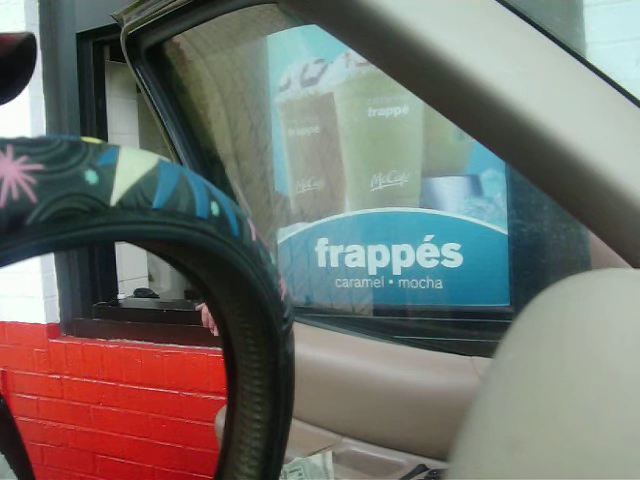 frappe
frappe
McCafé
McCafé
frappés
caramel • mocha